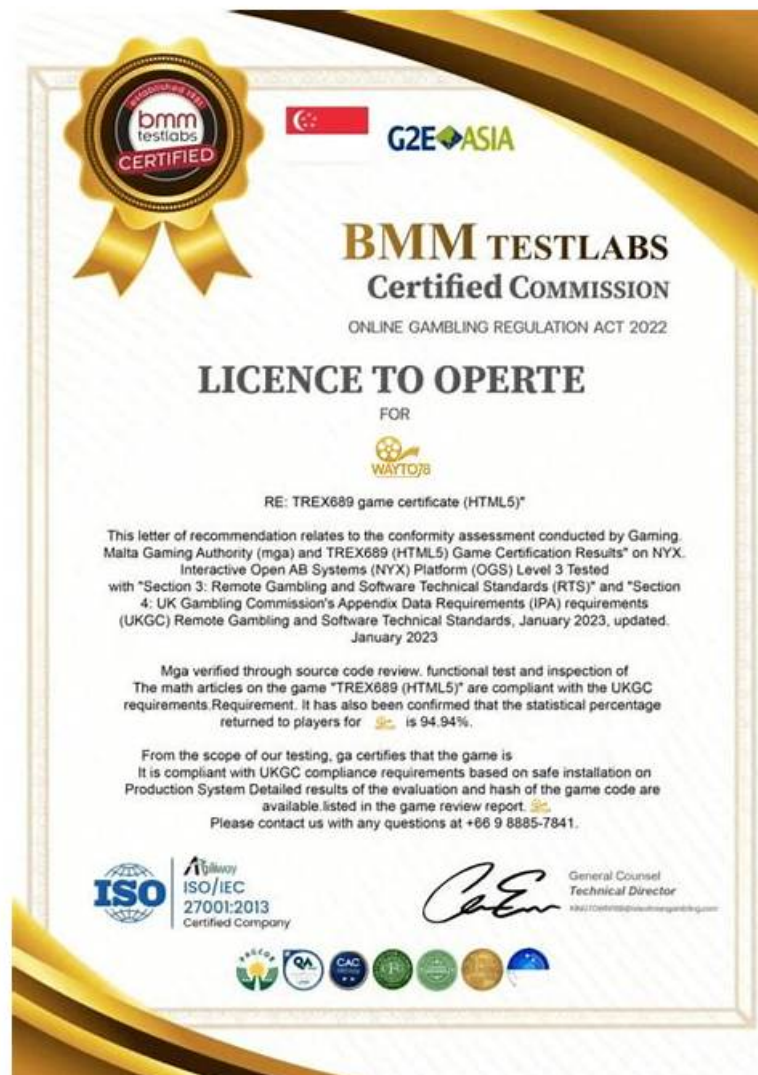 established 1981
bmm
testlabs
CERTIFIED
G2E ASIA
BMM TESTLABS
Certified COMMISSION
ONLINE GAMBLING REGULATION ACT 2022
LICENCE TO OPERTE
FOR
WAYTO78
RE: TREX689 game certificate (HTML5)"
This letter of recommendation relates to the conformity assessment conducted by Gaming.
Malta Gaming Authority (mga) and TREX689 (HTML5) Game Certification Results" on NYX.
Interactive Open AB Systems (NYX) Platform (OGS) Level 3 Tested
with "Section 3: Remote Gambling and Software Technical Standards (RTS)" and "Section
4: UK Gambling Commission's Appendix Data Requirements (IPA) requirements
(UKGC) Remote Gambling and Software Technical Standards, January 2023, updated.
January 2023
Mga verified through source code review. functional test and inspection of
The math articles on the game "TREX689 (HTML5)" are compliant with the UKGC
requirements.Requirement. It has also been confirmed that the statistical percentage
returned to players for is 94.94%.
From the scope of our testing, ga certifies that the game is
It is compliant with UKGC compliance requirements based on safe installation on
Production System Detailed results of the evaluation and hash of the game code are
available.listed in the game review report.
Please contact us with any questions at +66 9 8885-7841.
ISO
ISO/IEC
27001:2013
Certified Company
General Counsel
Technical Director
PAGCOR
QA
CAC